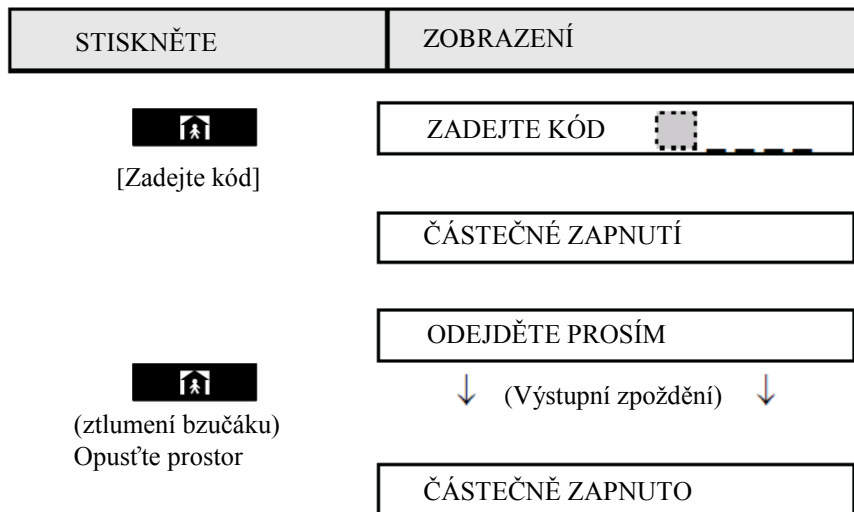 STISKNĚTE
ZOBRAZENÍ
ZADEJTE KÓD
[Zadejte kód]
ČÁSTEČNÉ ZAPNUTÍ
ODEJDĚTE PROSÍM
↓ (Výstupní zpoždění) ↓
(ztlumení bzučáku)
Opusťte prostor
ČÁSTEČNĚ ZAPNUTO